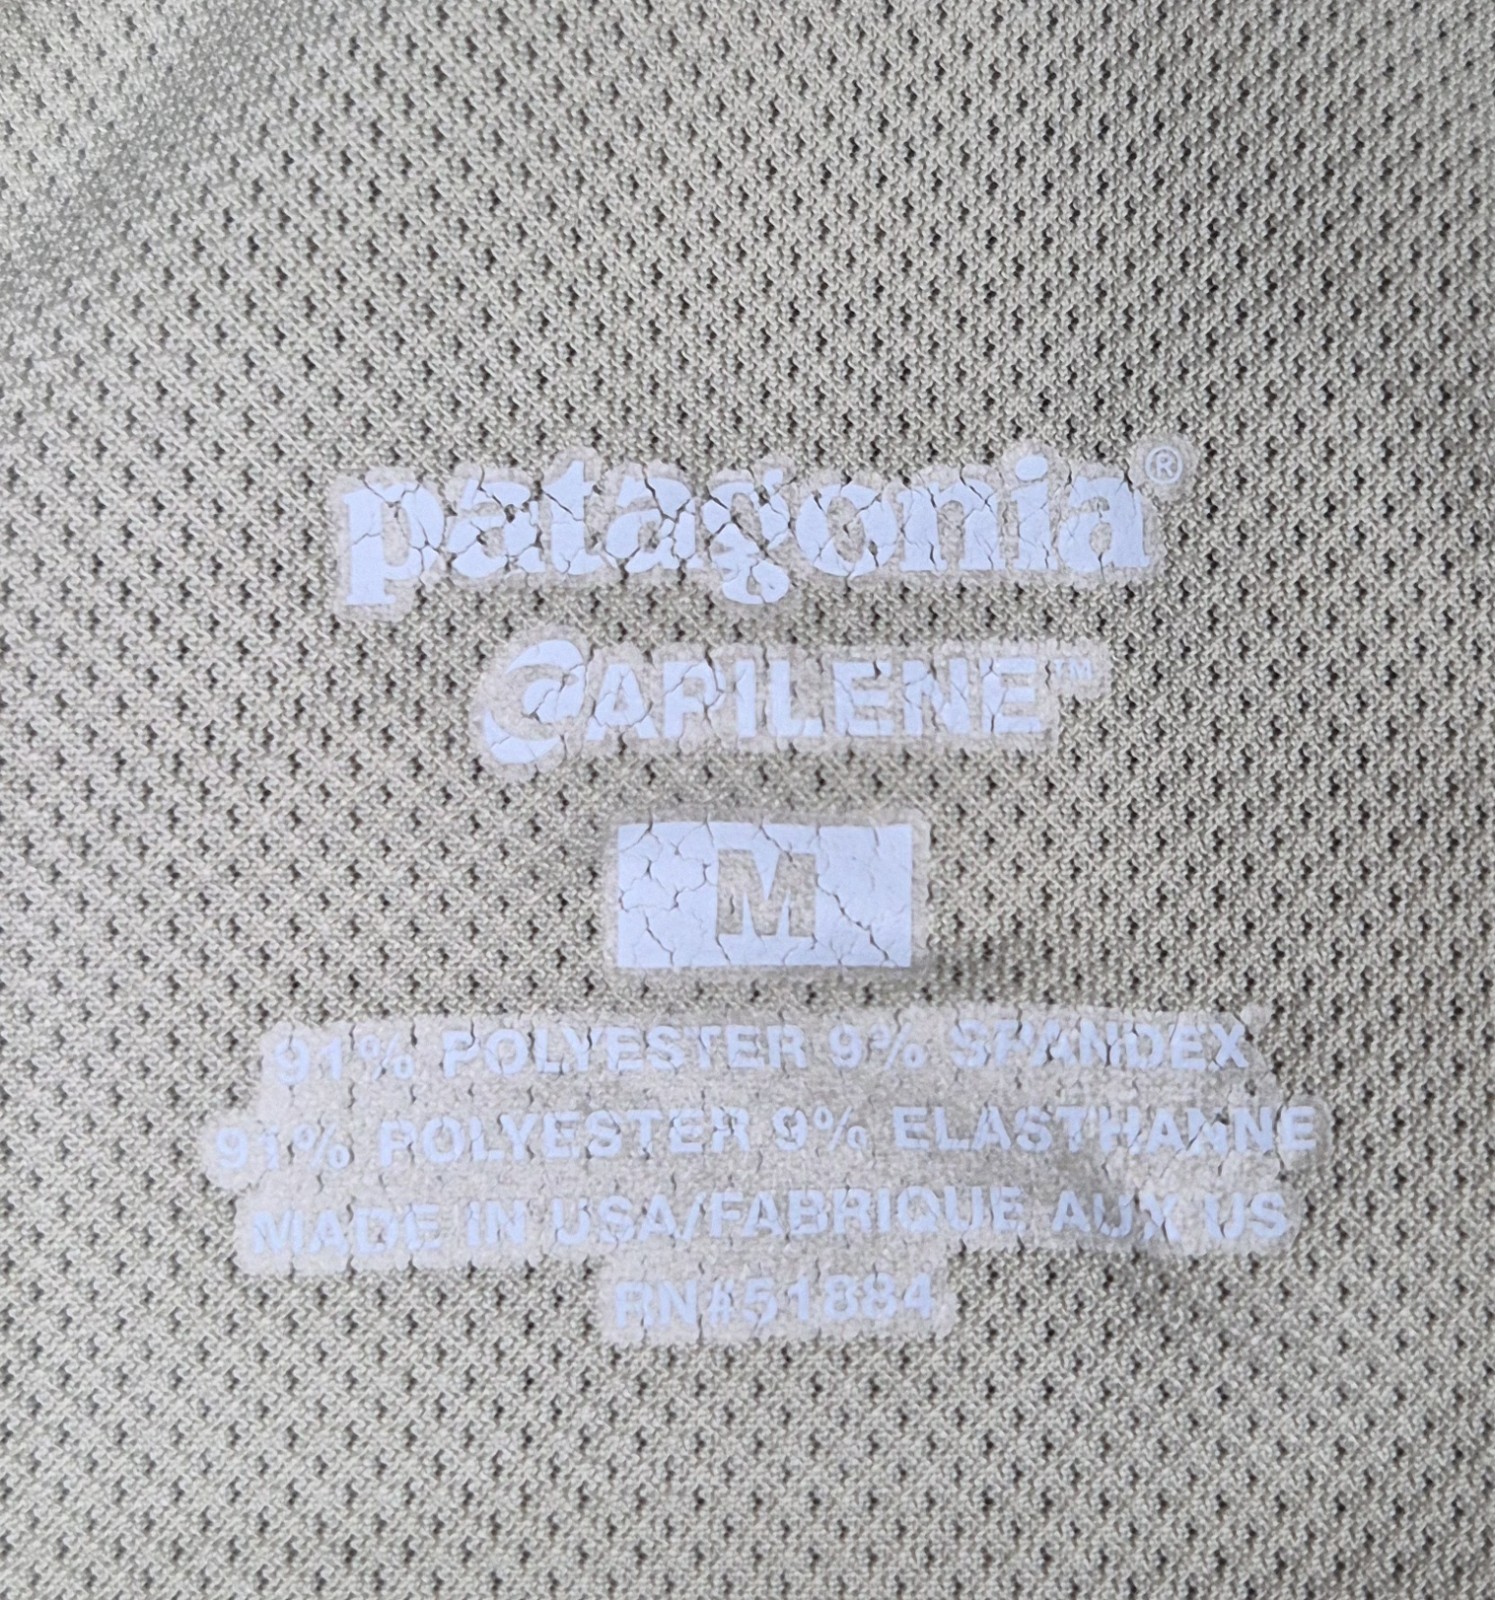 patagonia®
CAPILENE™
M
91% POLYESTER 9% SPANDEX
91% POLYESTER 9% ELASTHANNE
MADE IN USA/FABRIQUE AUX US
RN#51884